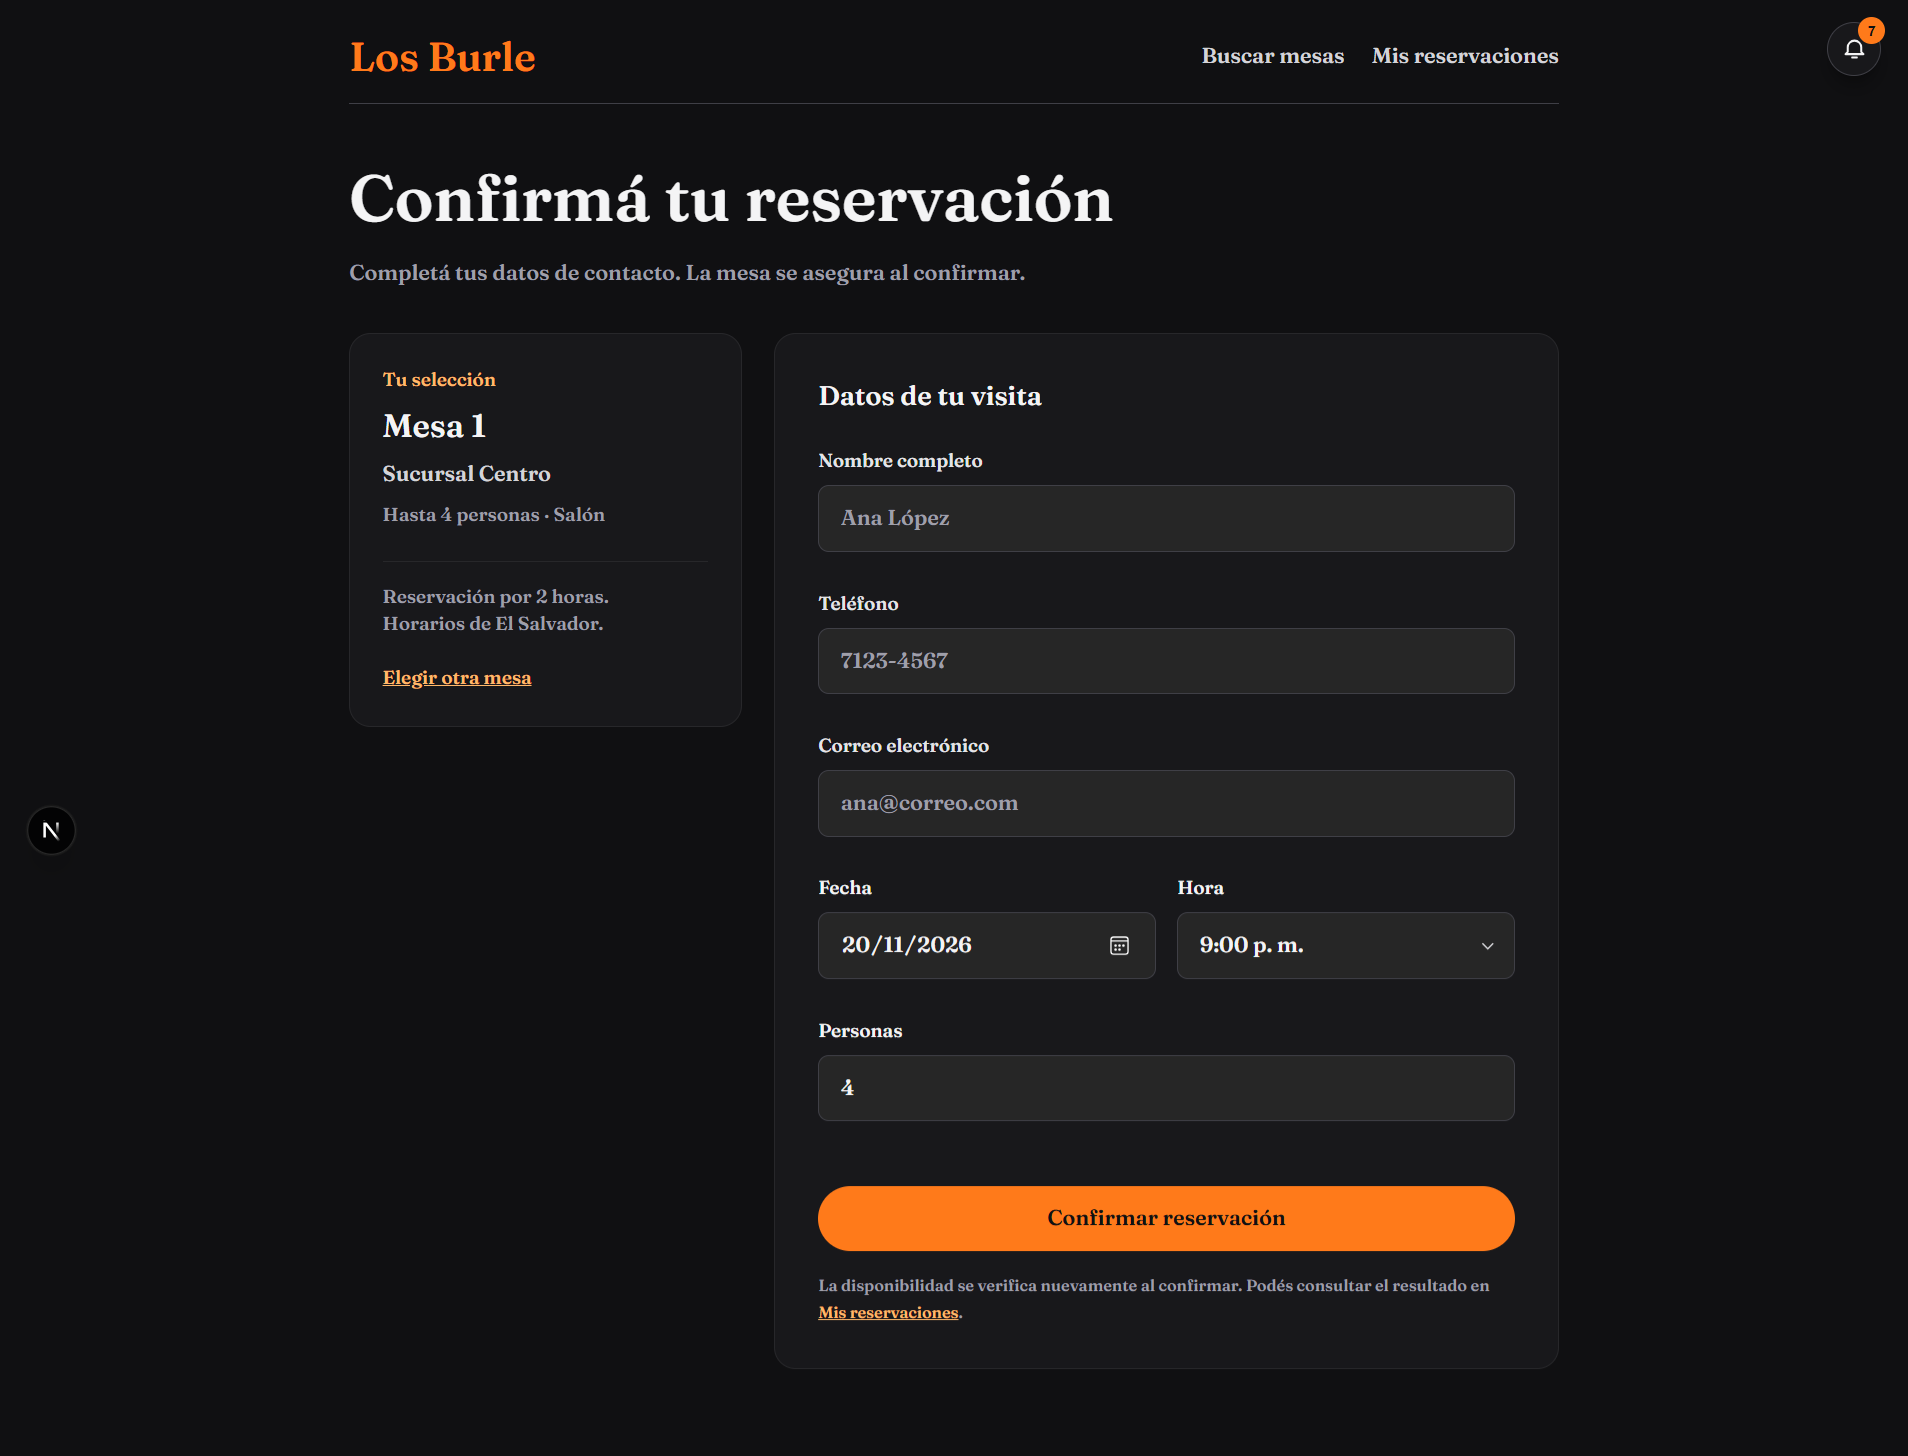 Los Burle
Buscar mesas
Mis reservaciones
7
Confirmá tu reservación
Completá tus datos de contacto. La mesa se asegura al confirmar.
Tu selección
Mesa 1
Sucursal Centro
Hasta 4 personas · Salón
Reservación por 2 horas.
Horarios de El Salvador.
Elegir otra mesa
Datos de tu visita
Nombre completo
Ana López
Teléfono
7123-4567
Correo electrónico
ana@correo.com
Fecha
Hora
20/11/2026
9:00 p. m.
Personas
4
Confirmar reservación
La disponibilidad se verifica nuevamente al confirmar. Podés consultar el resultado en
Mis reservaciones.
N